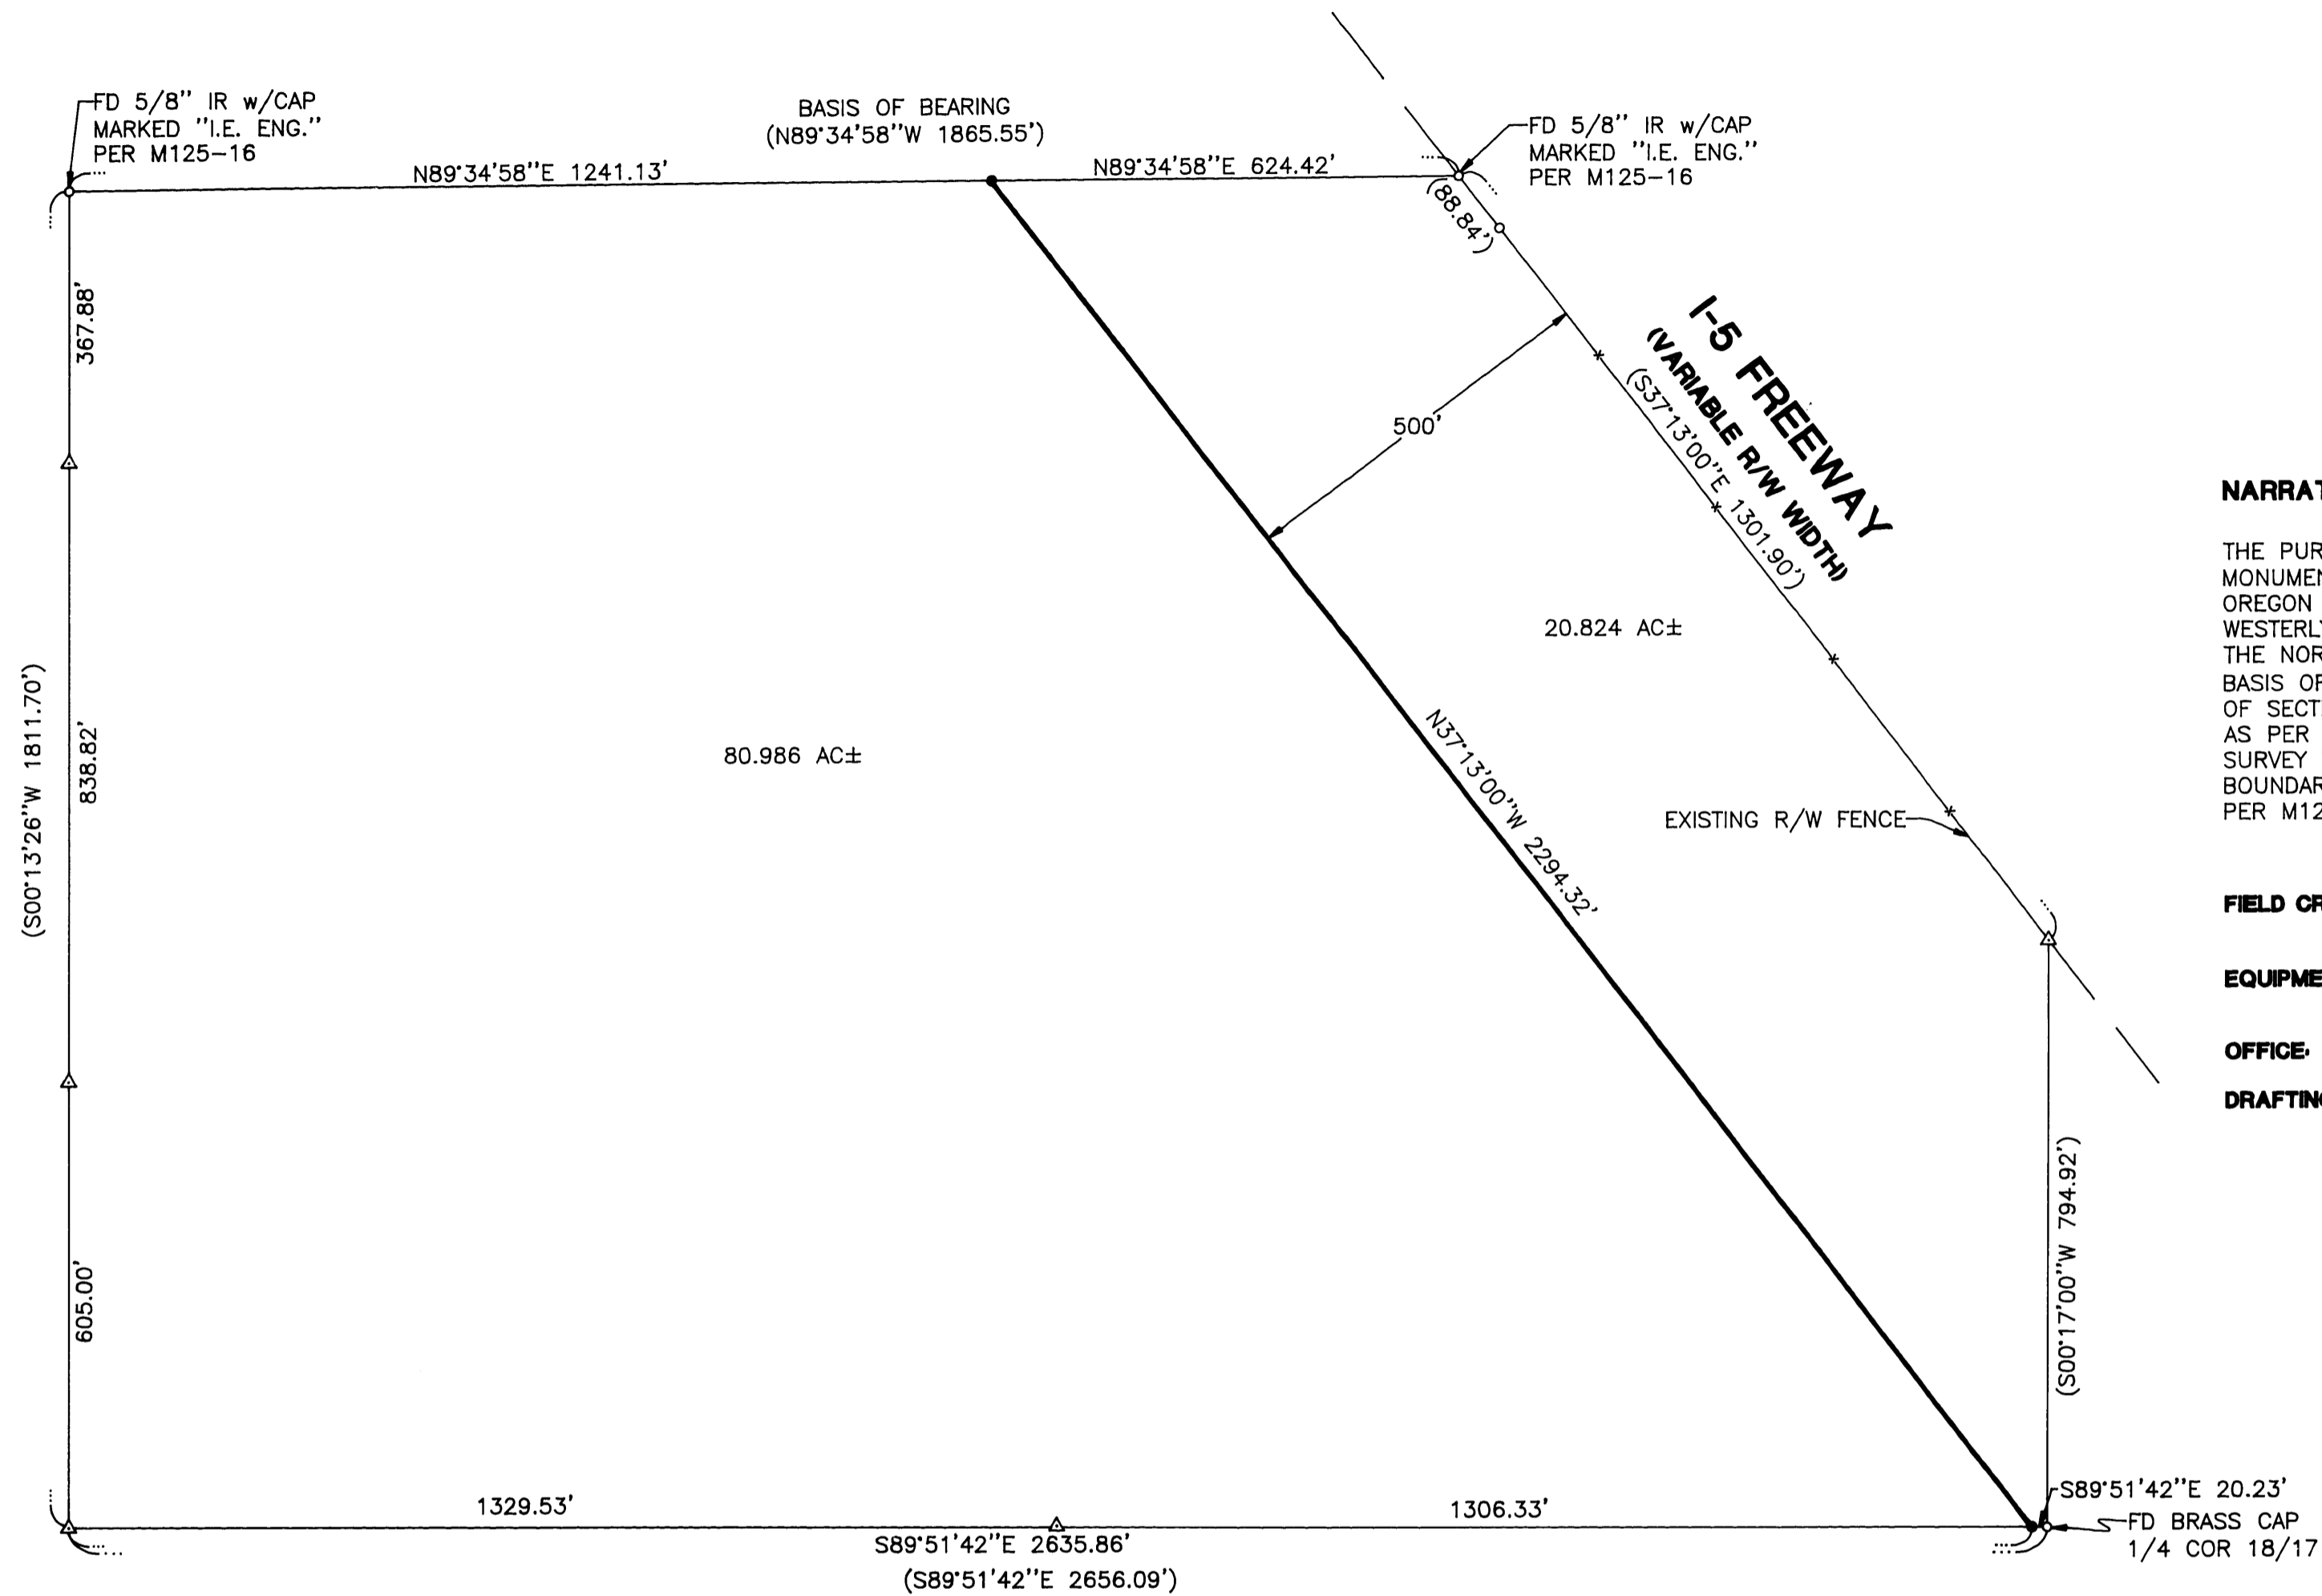 FD 5/8" IR w/CAP
MARKED "I.E. ENG."
PER M125-16
BASIS OF BEARING
(N89°34'58"W 1865.55')
N89°34'58"E 1241.13'
N89°34'58"E 624.42'
FD 5/8" IR w/CAP
MARKED "I.E. ENG."
PER M125-16
(88.84')
367.88'
I-5 FREEWAY
(VARIABLE R/W WIDTH)
(S37°13'00"E 1301.90')
500'
20.824 AC±
(S00°13'26"W 1811.70')
838.82'
80.986 AC±
N37°13'00"W 2294.32'
EXISTING R/W FENCE
605.00'
(S00°17'00"W 794.92')
1329.53'
1306.33'
S89°51'42"E 2635.86'
(S89°51'42"E 2656.09')
S89°51'42"E 20.23'
FD BRASS CAP
1/4 COR 18/17
NARRAT
THE PUR
MONUMEN
OREGON
WESTERLY
THE NOR
BASIS OF
OF SECT
AS PER
SURVEY
BOUNDAR
PER M12
FIELD CR
EQUIPME
OFFICE:
DRAFTING